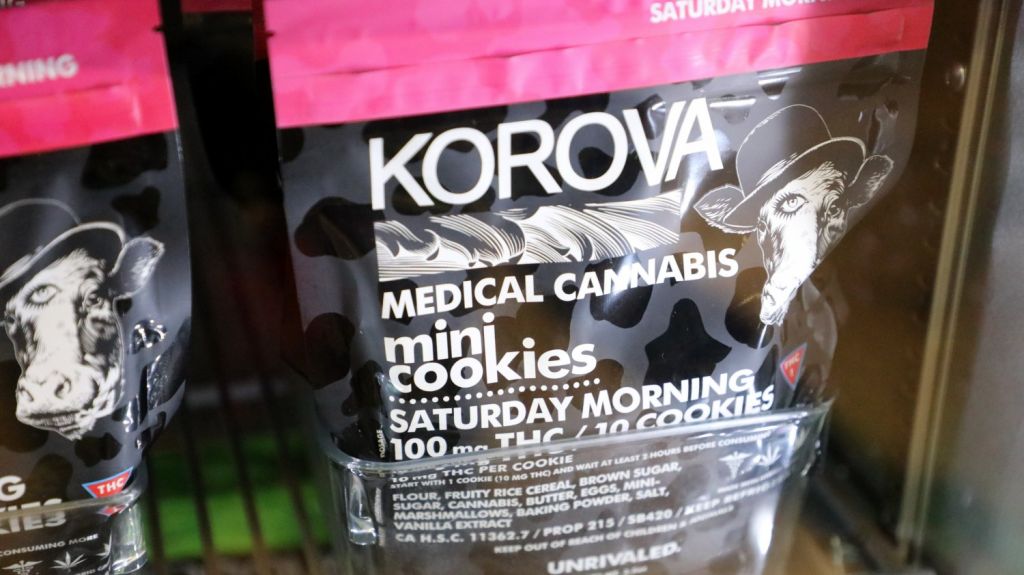 SATURDAY
NING
KOROVA
MEDICAL CANNABIS
mini
cookies
SATURDAY MORNING
100 mg THC / 10 COOKIES
THC
10 mg THC PER COOKIE
START WITH 1 COOKIE (10 MG THC) AND WAIT AT LEAST 2 HOURS BEFORE
FLOUR, FRUITY RICE CEREAL, BROWN SUGAR,
SUGAR, CANNABIS, BUTTER, EGGS, MINI-
MARSHMALLOWS, BAKING POWDER, SALT,
VANILLA EXTRACT
CA H.S.C. 11362.7 / PROP 215 / SB420 / KEEP
KEEP OUT OF REACH OF CHILDREN &
UNRIVALED.
G
THC
KIES
CONSUMING MORE